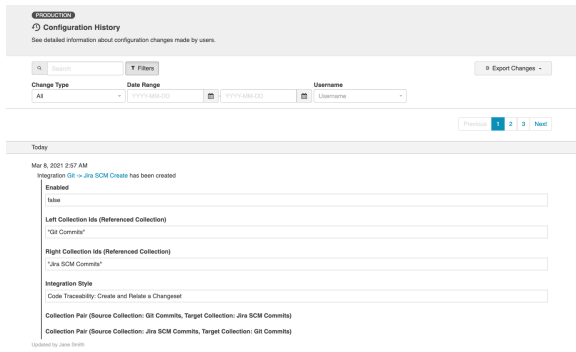 PRODUCTION
Configuration History
See detailed information about configuration changes made by users.
Search
Filters
Export Changes
Change Type
Date Range
Username
All
YYYY-MM-DD
-
YYYY-MM-DD
Username
Previous 1 2 3 Next
Today
Mar 8, 2021 2:57 AM
Integration Git -> Jira SCM Create has been created
Enabled
false
Left Collection Ids (Referenced Collection)
"Git Commits"
Right Collection Ids (Referenced Collection)
"Jira SCM Commits"
Integration Style
Code Traceability: Create and Relate a Changeset
Collection Pair (Source Collection: Git Commits, Target Collection: Jira SCM Commits)
Collection Pair (Source Collection: Jira SCM Commits, Target Collection: Git Commits)
Updated by Jane Smith